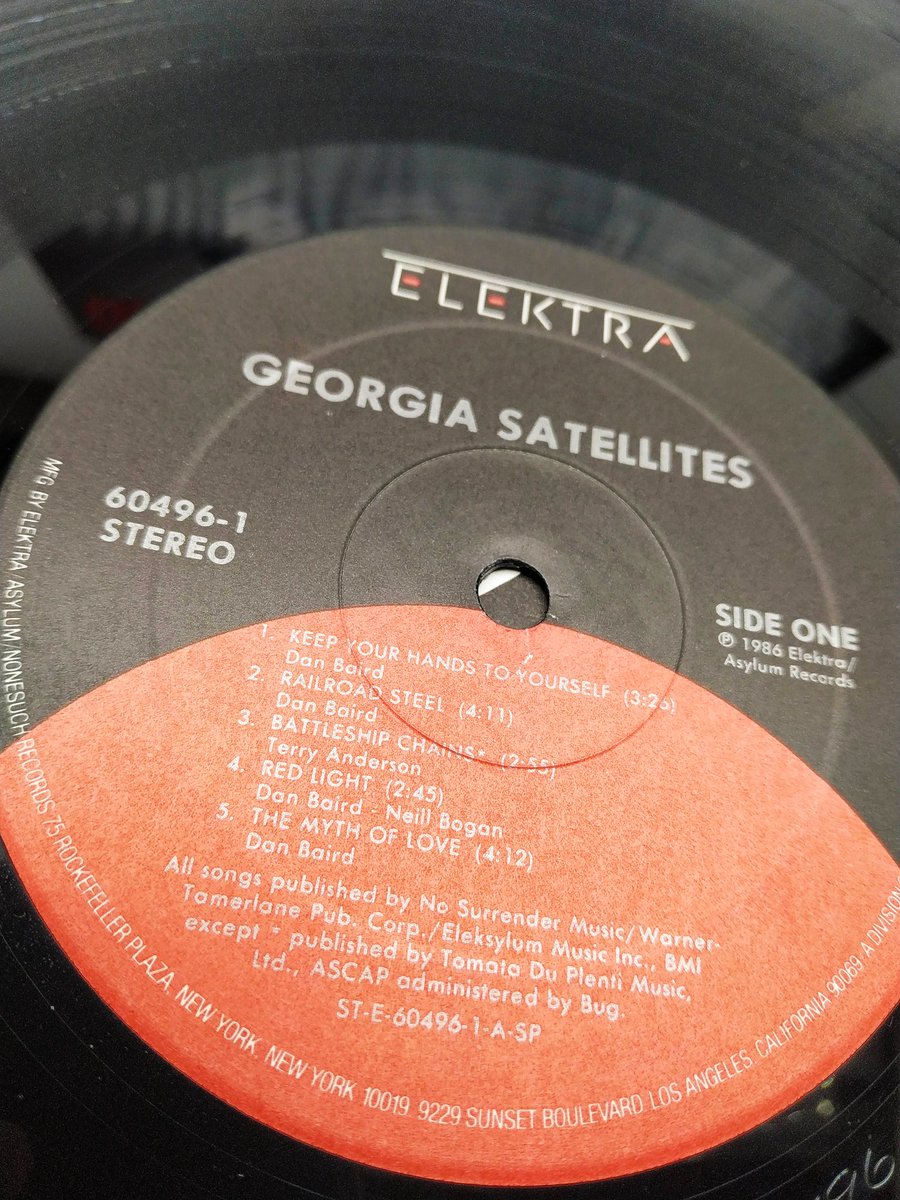 ELEKTRA
GEORGIA SATELLITES
60496-1
STEREO
SIDE ONE
℗ 1986 Elektra/
Asylum Records
1. KEEP YOUR HANDS TO YOURSELF (3:26)
Dan Baird
2. RAILROAD STEEL (4:11)
Dan Baird
3. BATTLESHIP CHAINS* (2:55)
Terry Anderson
4. RED LIGHT (2:45)
Dan Baird - Neill Bogan
5. THE MYTH OF LOVE (4:12)
Dan Baird
All songs published by No Surrender Music/Warner-
Tamerlane Pub. Corp./Eleksylum Music Inc., BMI
except * published by Tomata Du Plenti Music,
Ltd., ASCAP administered by Bug.
ST-E-60496-1-A-SP
MFG BY ELEKTRA/ASYLUM/NONESUCH RECORDS, 75 ROCKEFELLER PLAZA, NEW YORK, NEW YORK 10019. 9229 SUNSET BOULEVARD, LOS ANGELES, CALIFORNIA 90069. A DIVISION
96